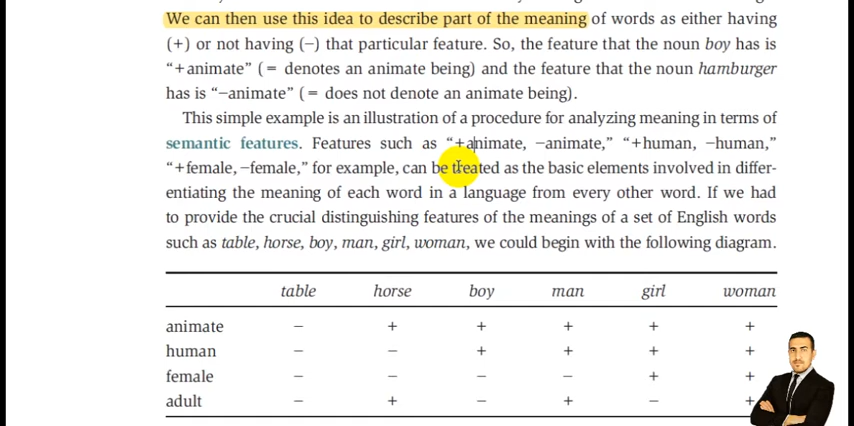 We can then use this idea to describe part of the meaning of words as either having
(+) or not having (−) that particular feature. So, the feature that the noun boy has is
“+animate” (= denotes an animate being) and the feature that the noun hamburger
has is “−animate” (= does not denote an animate being).
This simple example is an illustration of a procedure for analyzing meaning in terms of
semantic features. Features such as “+animate, −animate,” “+human, −human,”
“+female, −female,” for example, can be treated as the basic elements involved in differ-
entiating the meaning of each word in a language from every other word. If we had
to provide the crucial distinguishing features of the meanings of a set of English words
such as table, horse, boy, man, girl, woman, we could begin with the following diagram.
table horse boy man girl woman
animate − + + + + +
human − − + + + +
female − − − − + +
adult − + − + − +